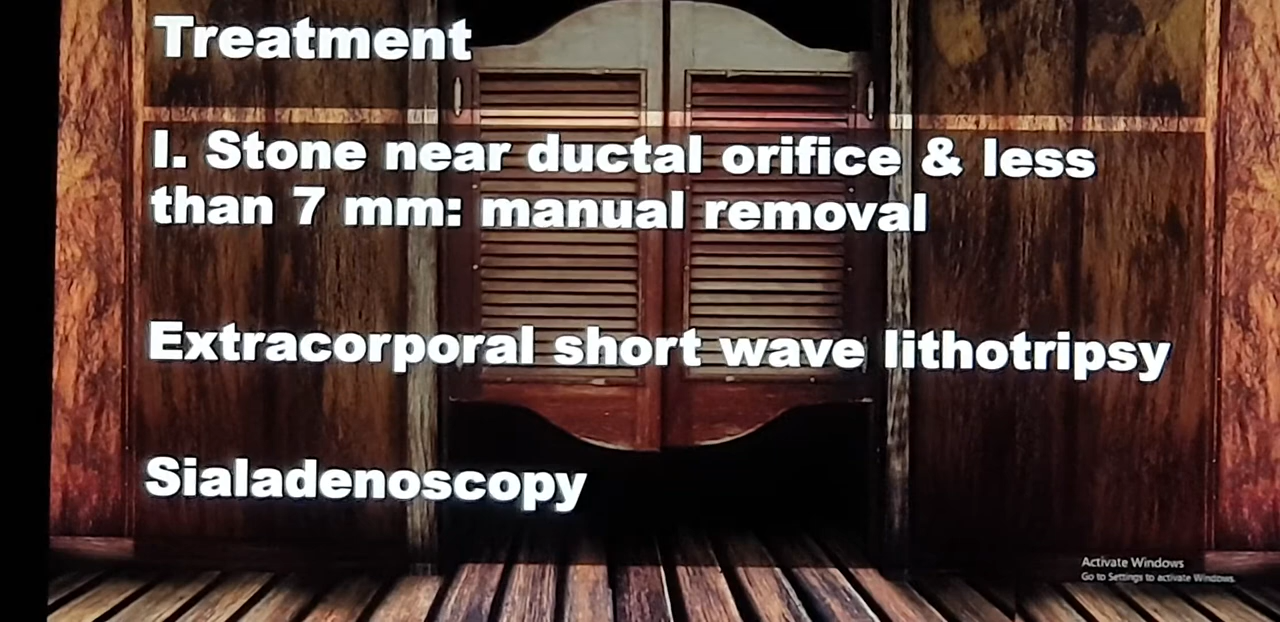 Treatment
I. Stone near ductal orifice & less
than 7 mm: manual removal
Extracorporal short wave lithotripsy
Sialadenoscopy
Activate Windows
Go to Settings to activate Windows.